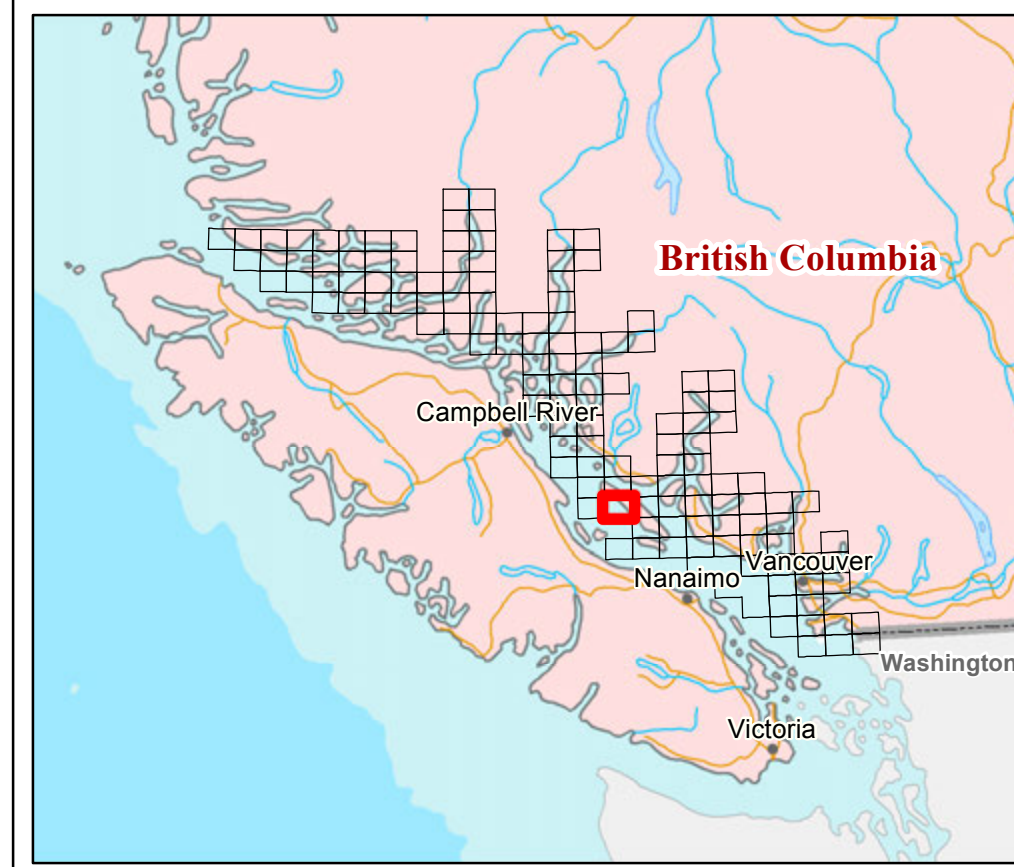 British Columbia
Campbell River
Vancouver
Nanaimo
Washington
Victoria